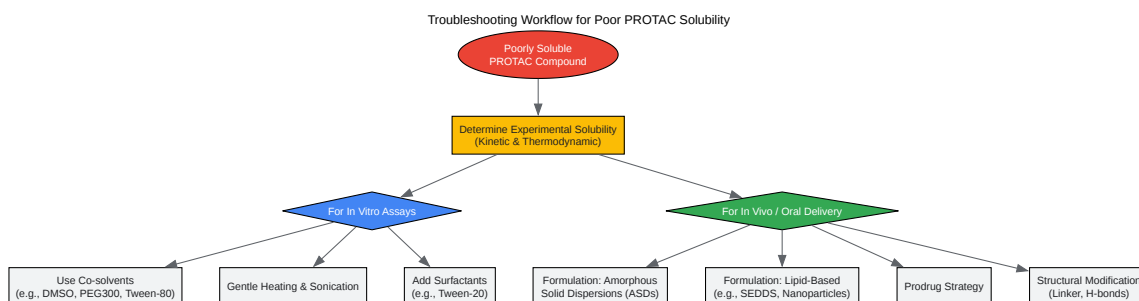 Troubleshooting Workflow for Poor PROTAC Solubility
Poorly Soluble
PROTAC Compound
Determine Experimental Solubility
(Kinetic & Thermodynamic)
For In Vitro Assays
For In Vivo / Oral Delivery
Use Co-solvents
(e.g., DMSO, PEG300, Tween-80)
Gentle Heating & Sonication
Add Surfactants
(e.g., Tween-20)
Formulation: Amorphous
Solid Dispersions (ASDs)
Formulation: Lipid-Based
(e.g., SEDDS, Nanoparticles)
Prodrug Strategy
Structural Modification
(Linker, H-bonds)